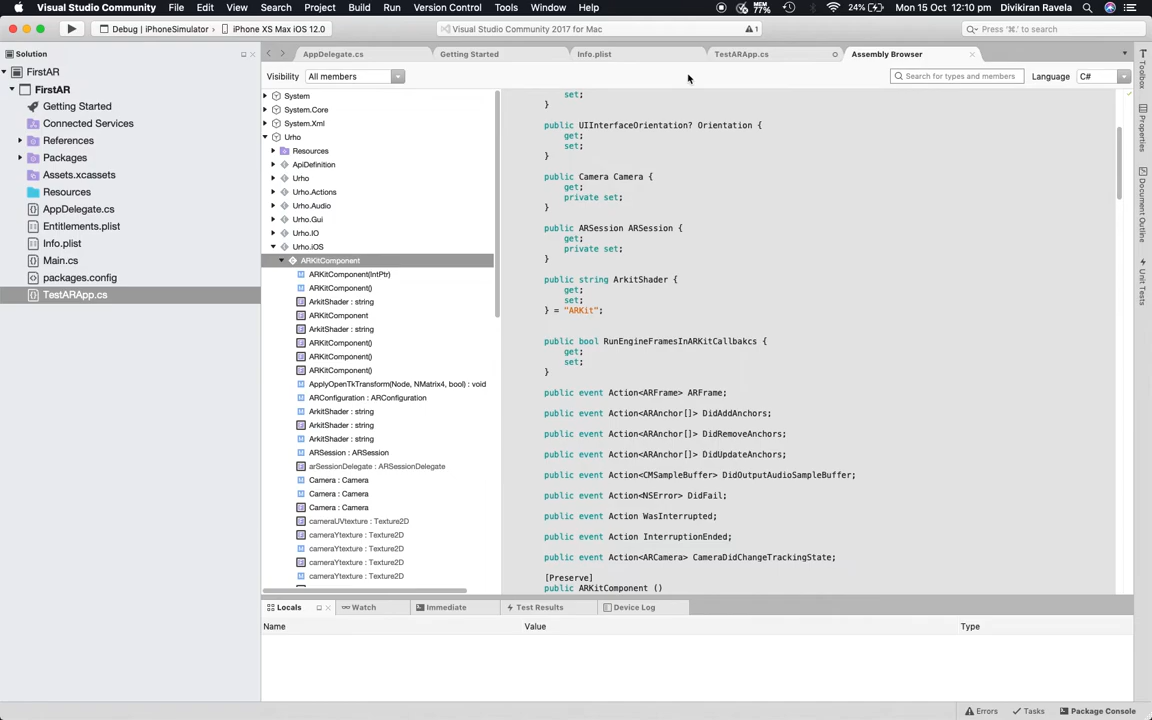 Visual Studio Community File Edit View Search Project Build Run Version Control Tools Window Help MEM 77% 24% Mon 15 Oct 12:10 pm Divikiran Ravela
Debug | iPhoneSimulator › iPhone XS Max iOS 12.0
Visual Studio Community 2017 for Mac
1
Press ‘⌘.’ to search
Solution
FirstAR
FirstAR
Getting Started
Connected Services
References
Packages
Assets.xcassets
Resources
AppDelegate.cs
Entitlements.plist
Info.plist
Main.cs
packages.config
TestARApp.cs
AppDelegate.cs Getting Started Info.plist TestARApp.cs Assembly Browser
Visibility All members
Search for types and members Language C#
System
System.Core
System.Xml
Urho
Resources
ApiDefinition
Urho
Urho.Actions
Urho.Audio
Urho.Gui
Urho.IO
Urho.iOS
ARKitComponent
ARKitComponent(IntPtr)
ARKitComponent()
ArkitShader : string
ARKitComponent
ArkitShader : string
ARKitComponent()
ARKitComponent()
ARKitComponent()
ApplyOpenTkTransform(Node, NMatrix4, bool) : void
ARConfiguration : ARConfiguration
ArkitShader : string
ArkitShader : string
ArkitShader : string
ARSession : ARSession
arSessionDelegate : ARSessionDelegate
Camera : Camera
Camera : Camera
Camera : Camera
cameraUVtexture : Texture2D
cameraYtexture : Texture2D
cameraYtexture : Texture2D
cameraYtexture : Texture2D
cameraYtexture : Texture2D
set;
}
public UIInterfaceOrientation? Orientation {
get;
set;
}
public Camera Camera {
get;
private set;
}
public ARSession ARSession {
get;
private set;
}
public string ArkitShader {
get;
set;
} = "ARKit";
public bool RunEngineFramesInARKitCallbakcs {
get;
set;
}
public event Action<ARFrame> ARFrame;
public event Action<ARAnchor[]> DidAddAnchors;
public event Action<ARAnchor[]> DidRemoveAnchors;
public event Action<ARAnchor[]> DidUpdateAnchors;
public event Action<CMSampleBuffer> DidOutputAudioSampleBuffer;
public event Action<NSError> DidFail;
public event Action WasInterrupted;
public event Action InterruptionEnded;
public event Action<ARCamera> CameraDidChangeTrackingState;
[Preserve]
public ARKitComponent ()
Toolbox
Properties
Document Outline
Unit Tests
Locals Watch Immediate Test Results Device Log
Name Value Type
Errors Tasks Package Console